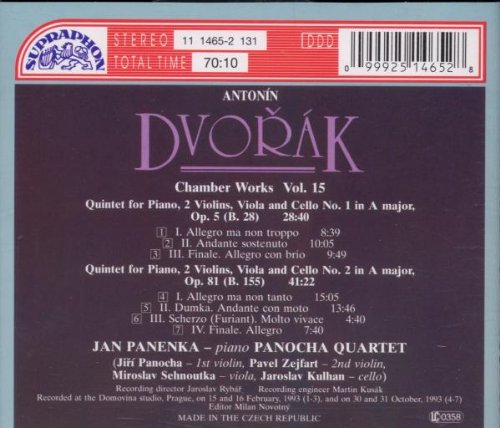 SUPRAPHON
STEREO 11 1465-2 131
TOTAL TIME 70:10
DDD
0 99925 14652 8
ANTONÍN
DVOŘÁK
Chamber Works Vol. 15
Quintet for Piano, 2 Violins, Viola and Cello No. 1 in A major,
Op. 5 (B. 28) 28:40
1 I. Allegro ma non troppo 8:39
2 II. Andante sostenuto 10:05
3 III. Finale. Allegro con brio 9:49
Quintet for Piano, 2 Violins, Viola and Cello No. 2 in A major,
Op. 81 (B. 155) 41:22
4 I. Allegro ma non tanto 15:05
5 II. Dumka. Andante con moto 13:46
6 III. Scherzo (Furiant). Molto vivace 4:40
7 IV. Finale. Allegro 7:40
JAN PANENKA – piano PANOCHA QUARTET
(Jiří Panocha – 1st violin, Pavel Zejfart – 2nd violin,
Miroslav Sehnoutka – viola, Jaroslav Kulhan – cello)
Recording director Jaroslav Rybář Recording engineer Martin Kusák
Recorded at the Domovina studio, Prague, on 15 and 16 February, 1993 (1-3), and on 30 and 31 October, 1993 (4-7)
Editor Milan Novotný
MADE IN THE CZECH REPUBLIC
LC 0358